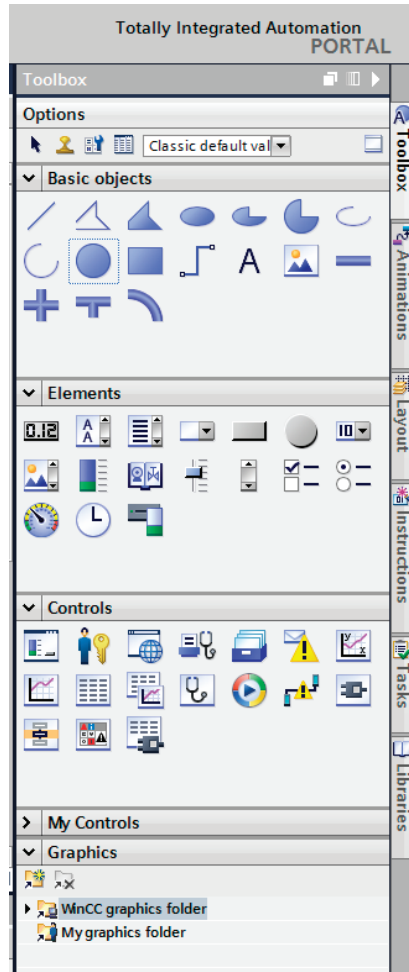 Totally Integrated Automation
PORTAL
Toolbox
Options
Classic default val
Basic objects
A
Elements
0.12
A
A
10
Controls
y
x
My Controls
Graphics
WinCC graphics folder
My graphics folder
Toolbox
Animations
Layout
Instructions
Tasks
Libraries